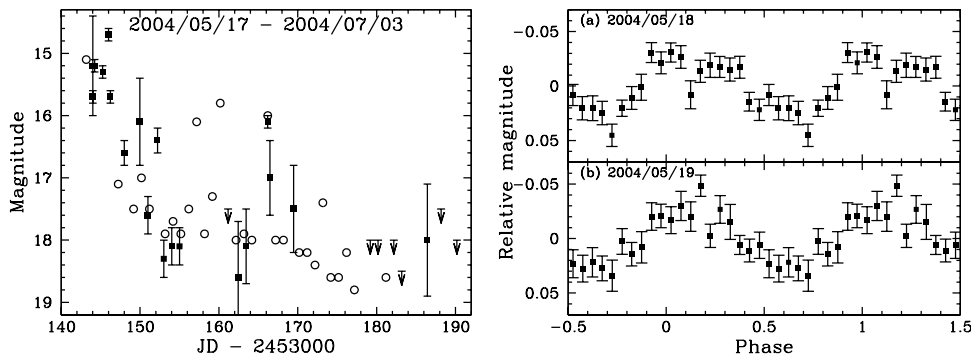 2004/05/17 − 2004/07/03
15
16
17
18
19
Magnitude
140 150 160 170 180 190
JD − 2453000
(a) 2004/05/18
-0.05
0
0.05
(b) 2004/05/19
-0.05
0
0.05
Relative magnitude
-0.5 0 0.5 1 1.5
Phase